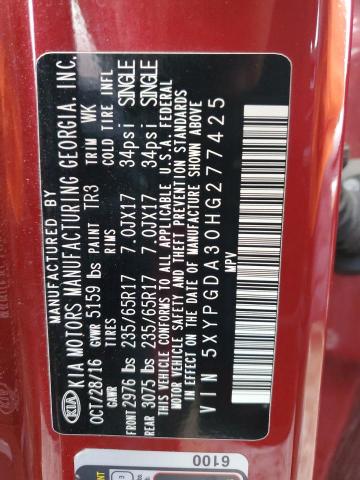 MANUFACTURED BY
KIA KIA MOTORS MANUFACTURING GEORGIA, INC.
OCT/28/16 GVWR 5159 lbs PAINT TR3 TRIM WK
GAWR TIRES RIMS COLD TIRE INFL
FRONT 2976 lbs 235/65R17 7.0JX17 34psi SINGLE
REAR 3075 lbs 235/65R17 7.0JX17 34psi SINGLE
THIS VEHICLE CONFORMS TO ALL APPLICABLE U.S.A FEDERAL
MOTOR VEHICLE SAFETY AND THEFT PREVENTION STANDARDS IN
EFFECT ON THE DATE OF MANUFACTURE SHOWN ABOVE.
VIN 5XYPGDA30HG277425
MPV
6100